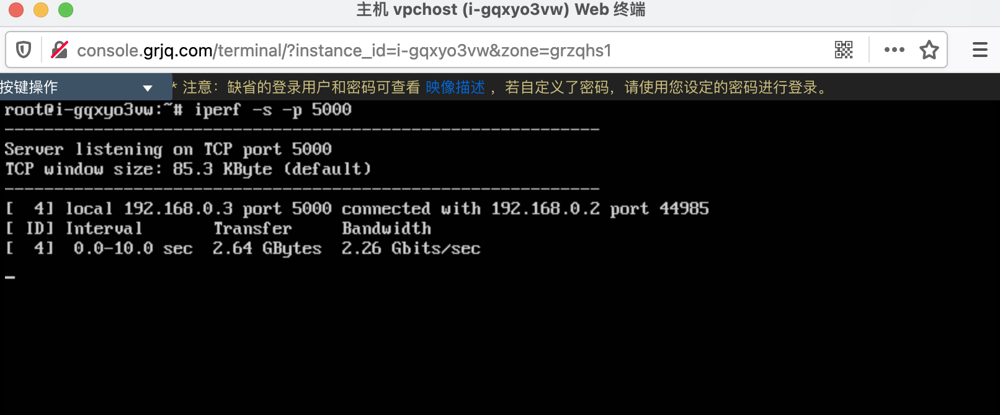 主机 vpchost (i-gqxyo3vw) Web 终端
console.grjq.com/terminal/?instance_id=i-gqxyo3vw&zone=grzqhs1
按键操作 * 注意：缺省的登录用户和密码可查看 映像描述 ，若自定义了密码，请使用您设定的密码进行登录。
root@i-gqxyo3vw:~# iperf -s -p 5000
------------------------------------------------------------
Server listening on TCP port 5000
TCP window size: 85.3 KByte (default)
------------------------------------------------------------
[  4] local 192.168.0.3 port 5000 connected with 192.168.0.2 port 44985
[ ID] Interval       Transfer     Bandwidth
[  4]  0.0-10.0 sec  2.64 GBytes  2.26 Gbits/sec